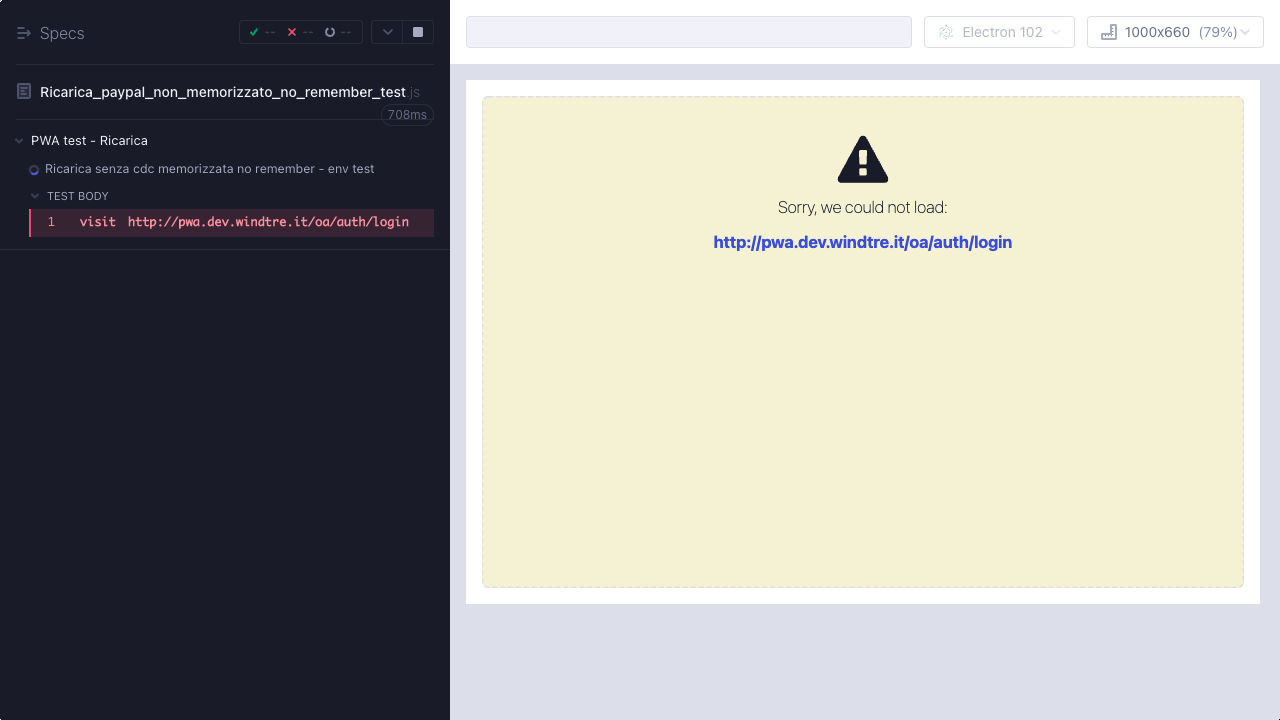 Specs
-- -- --
Ricarica_paypal_non_memorizzato_no_remember_test.js
708ms
PWA test - Ricarica
Ricarica senza cdc memorizzata no remember - env test
TEST BODY
1 visit http://pwa.dev.windtre.it/oa/auth/login
Electron 102
1000x660 (79%)
Sorry, we could not load:
http://pwa.dev.windtre.it/oa/auth/login